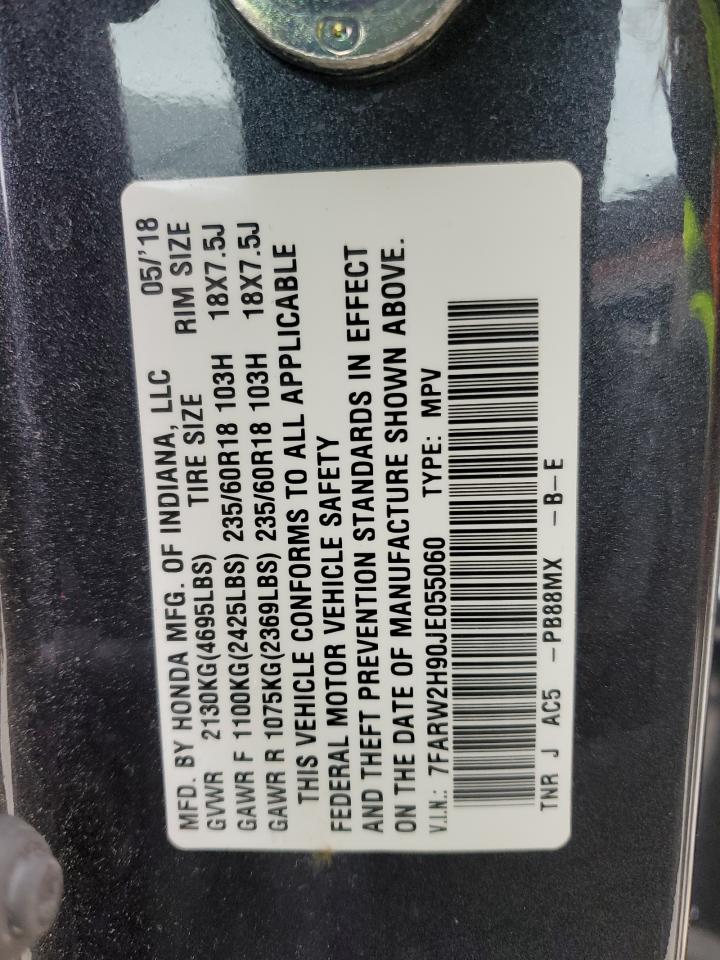 MFD. BY HONDA MFG. OF INDIANA, LLC 05/'18
GVWR 2130KG(4695LBS) TIRE SIZE RIM SIZE
GAWR F 1100KG(2425LBS) 235/60R18 103H 18X7.5J
GAWR R 1075KG(2369LBS) 235/60R18 103H 18X7.5J
THIS VEHICLE CONFORMS TO ALL APPLICABLE
FEDERAL MOTOR VEHICLE SAFETY
AND THEFT PREVENTION STANDARDS IN EFFECT
ON THE DATE OF MANUFACTURE SHOWN ABOVE.
V.I.N.: 7FARW2H90JE055060 TYPE: MPV
TNR J AC5 -PB88MX -B-E